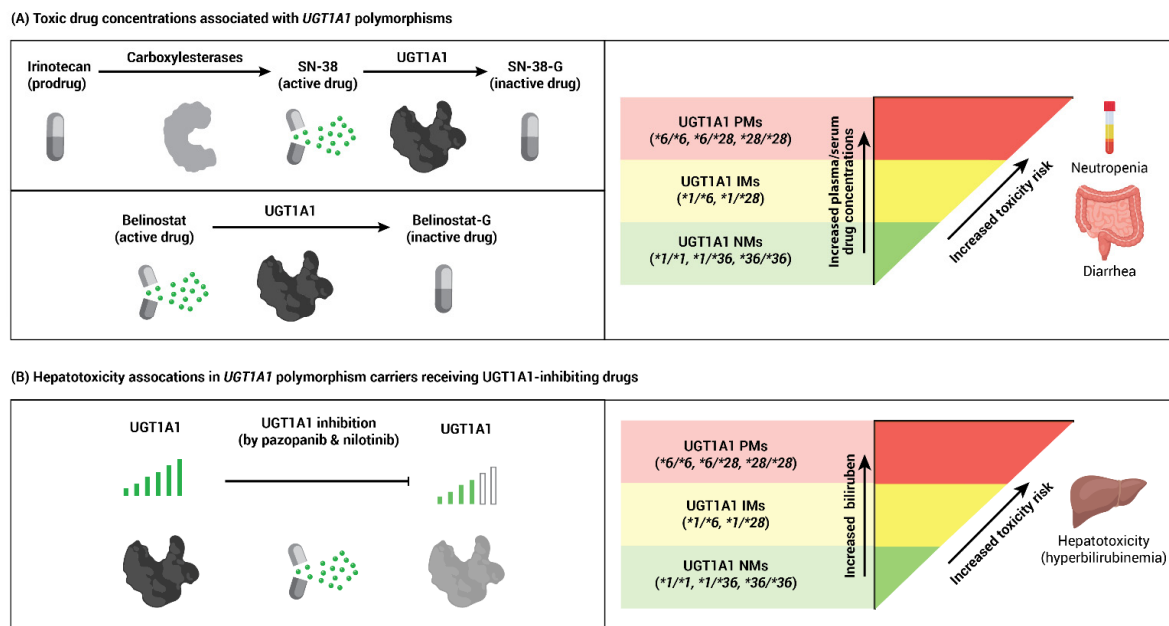 (A) Toxic drug concentrations associated with UGT1A1 polymorphisms
Irinotecan
(prodrug)
Carboxylesterases
SN-38
(active drug)
UGT1A1
SN-38-G
(inactive drug)
Belinostat
(active drug)
UGT1A1
Belinostat-G
(inactive drug)
UGT1A1 PMs
(*6/*6, *6/*28, *28/*28)
UGT1A1 IMs
(*1/*6, *1/*28)
UGT1A1 NMs
(*1/*1, *1/*36, *36/*36)
Increased plasma/serum
drug concentrations
Increased toxicity risk
Neutropenia
Diarrhea
(B) Hepatotoxicity assocations in UGT1A1 polymorphism carriers receiving UGT1A1-inhibiting drugs
UGT1A1
UGT1A1 inhibition
(by pazopanib & nilotinib)
UGT1A1
UGT1A1 PMs
(*6/*6, *6/*28, *28/*28)
UGT1A1 IMs
(*1/*6, *1/*28)
UGT1A1 NMs
(*1/*1, *1/*36, *36/*36)
Increased biliruben
Increased toxicity risk
Hepatotoxicity
(hyperbilirubinemia)